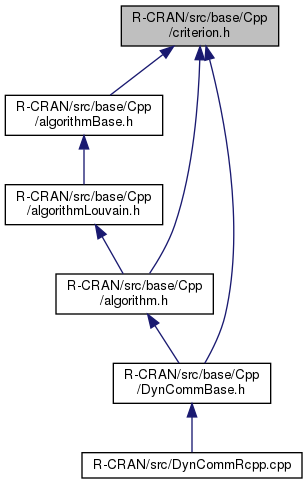 R-CRAN/src/base/Cpp
/criterion.h
R-CRAN/src/base/Cpp
/algorithmBase.h
R-CRAN/src/base/Cpp
/algorithmLouvain.h
R-CRAN/src/base/Cpp
/algorithm.h
R-CRAN/src/base/Cpp
/DynCommBase.h
R-CRAN/src/DynCommRcpp.cpp